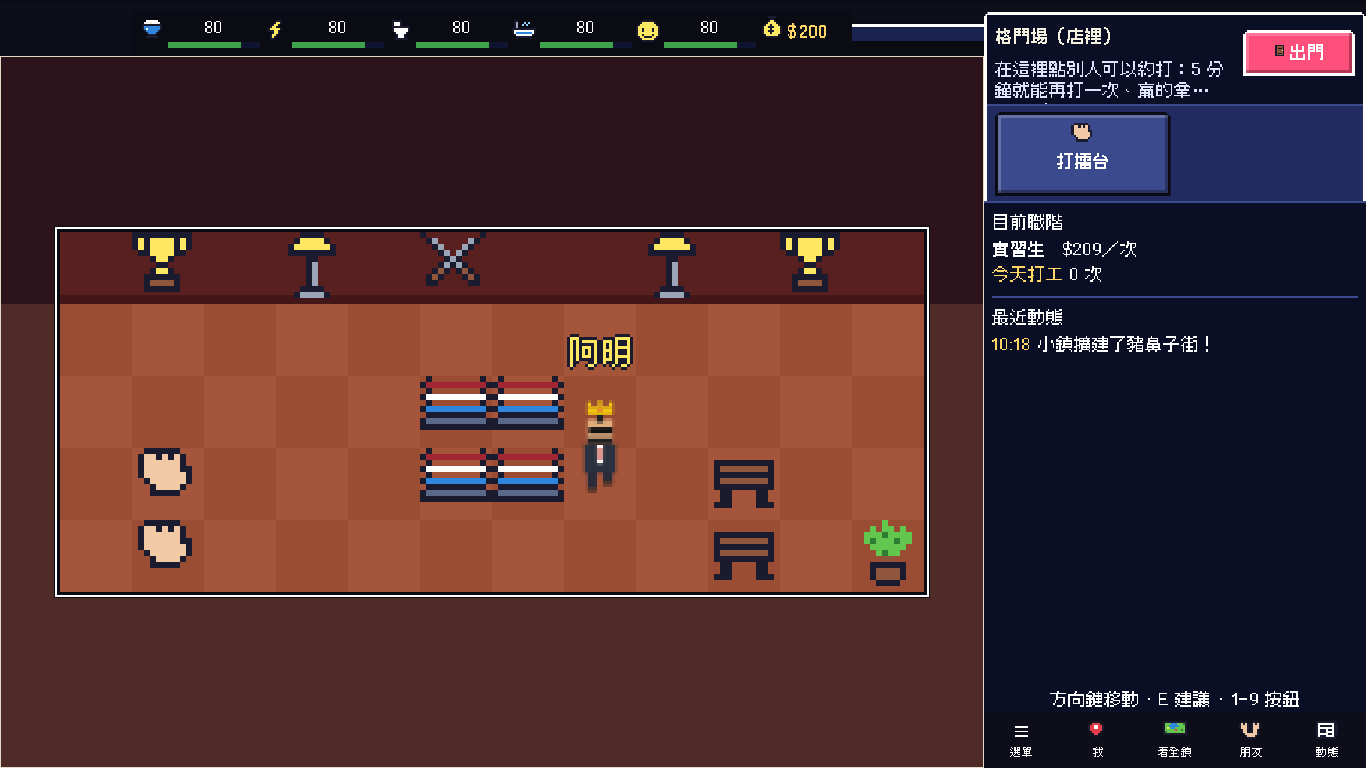 80 80 80 80 80 $200
格鬥場（店裡）
出門
在這裡點別人可以約打：5 分
鐘就能再打一次、贏的拿…
打擂台
目前職階
實習生 $209／次
今天打工 0 次
最近動態
10:18 小鎮擴建了豬鼻子街！
阿明
方向鍵移動 · E 建議 · 1-9 按鈕
選單 我 看全鎮 朋友 動態